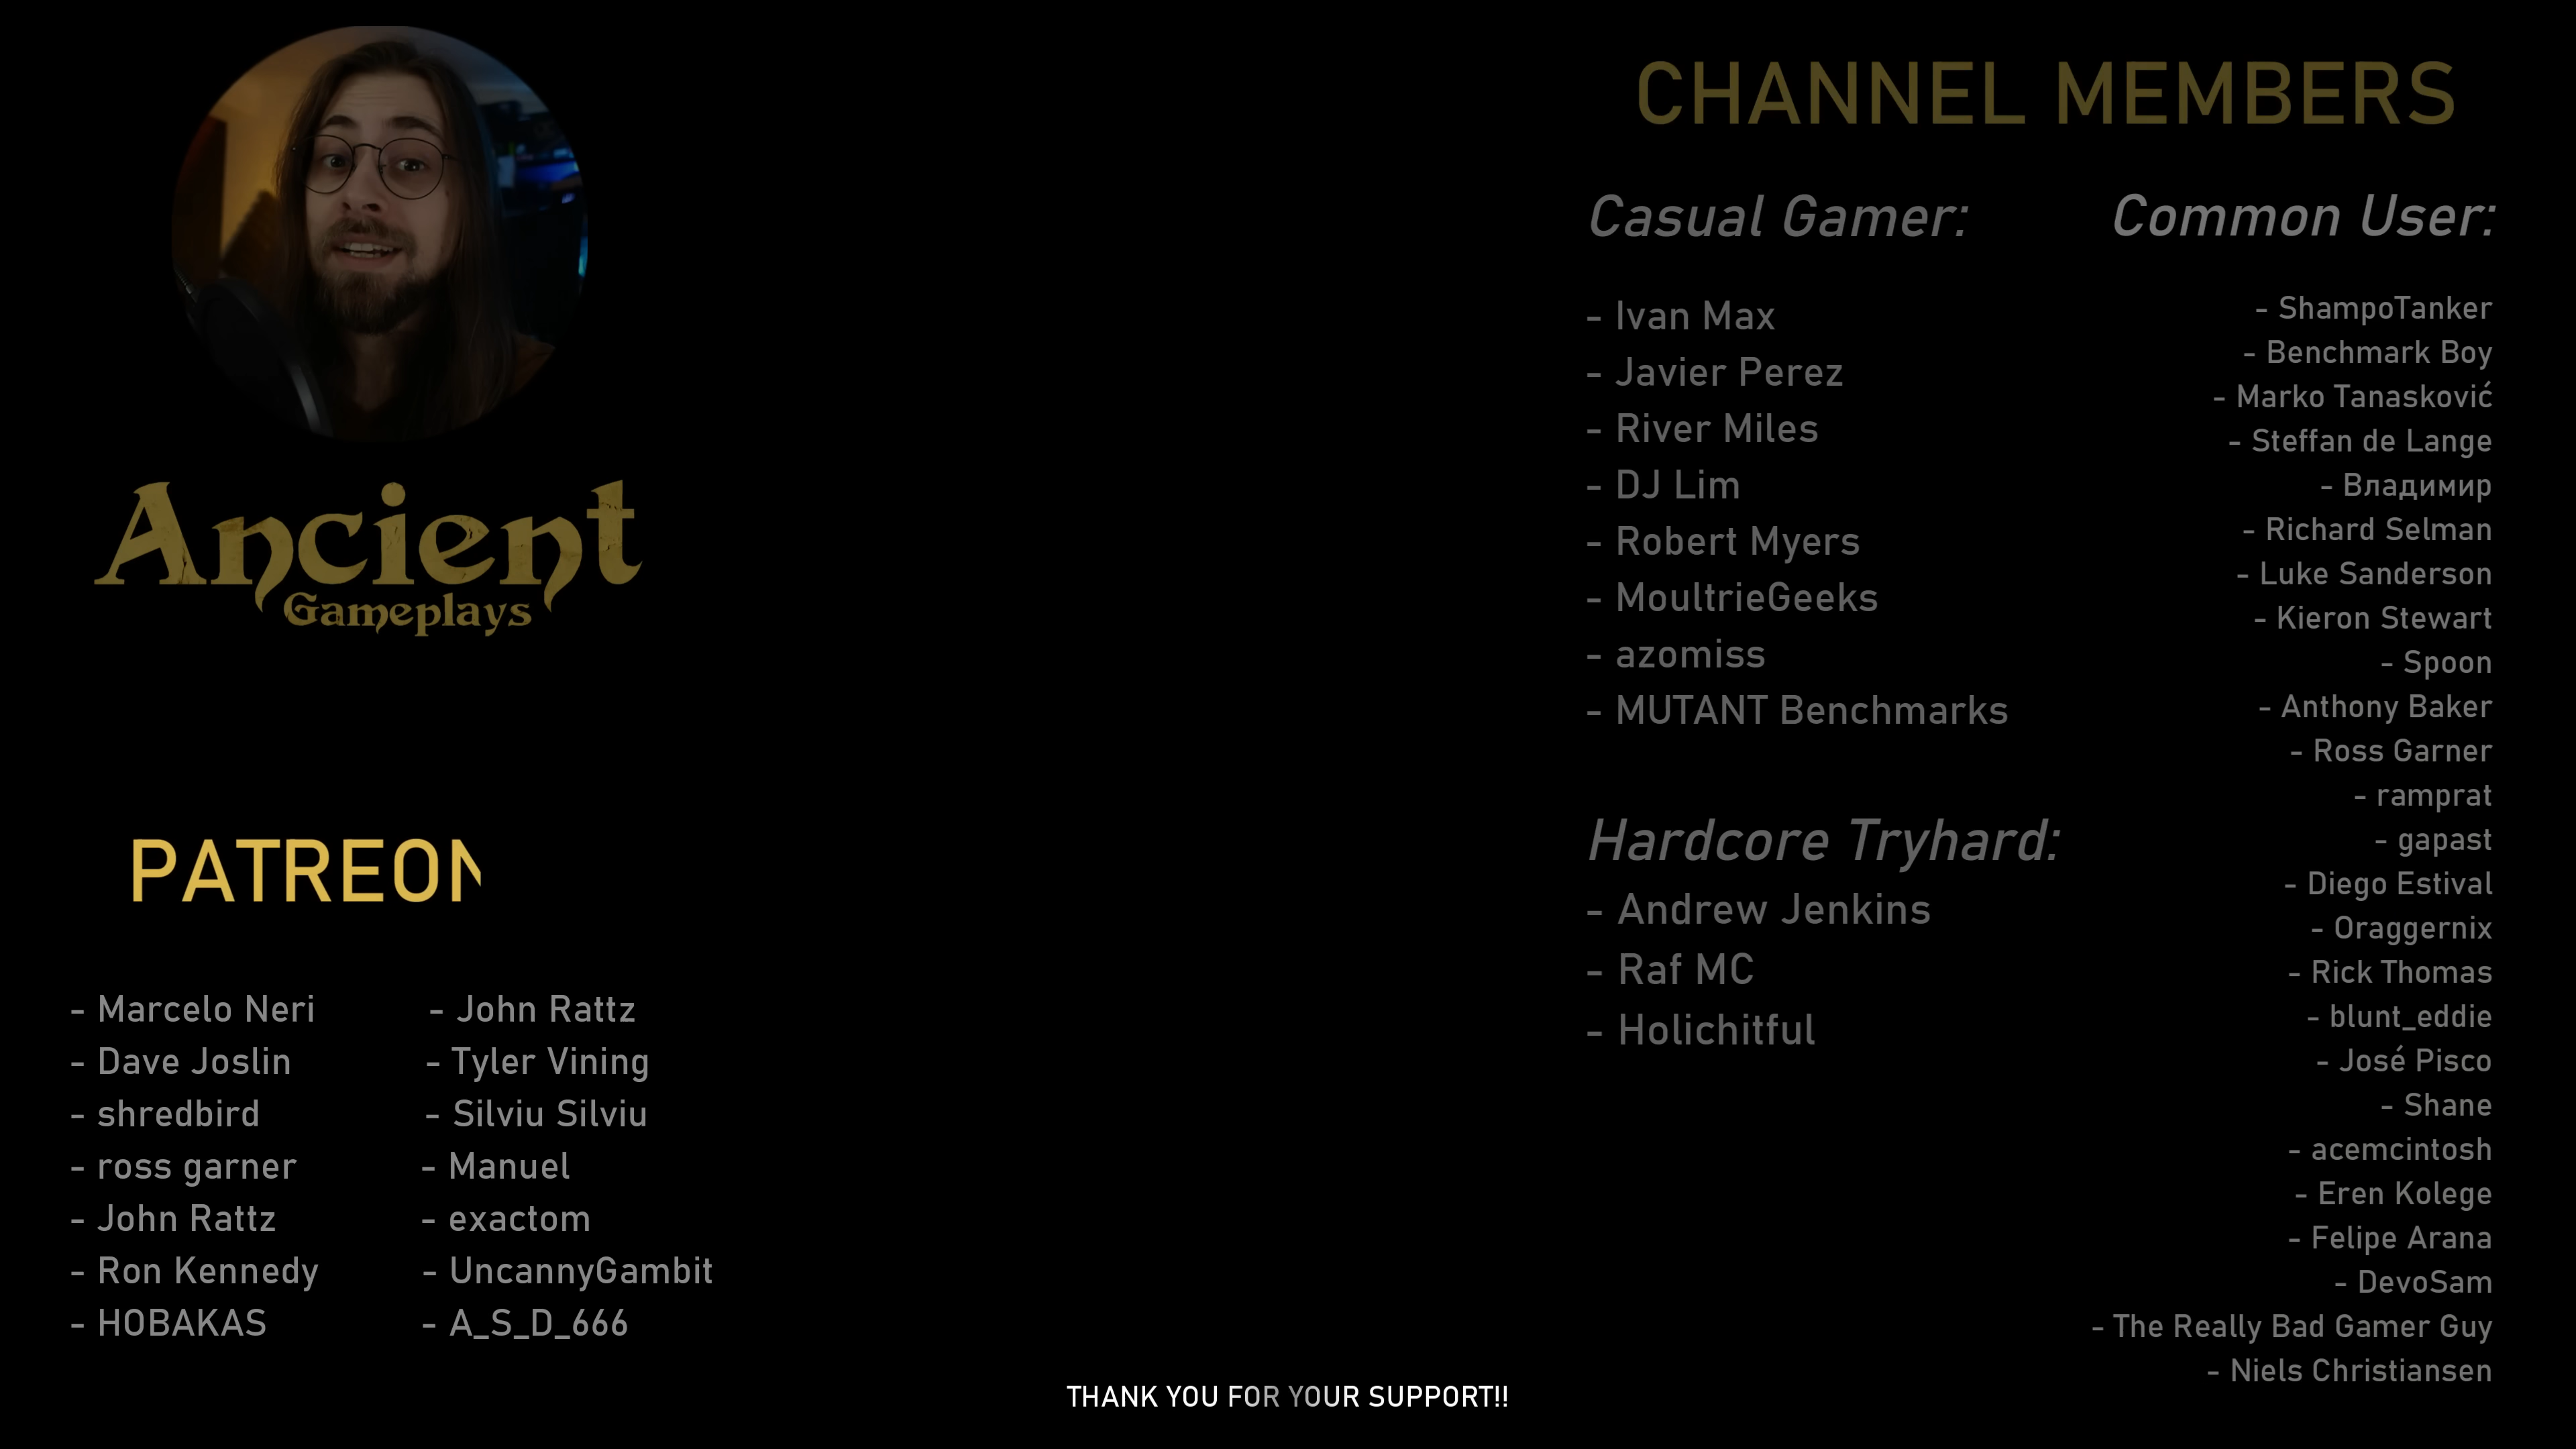 Ancient
Gameplays
PATREON
- Marcelo Neri
- Dave Joslin
- shredbird
- ross garner
- John Rattz
- Ron Kennedy
- HOBAKAS
- John Rattz
- Tyler Vining
- Silviu Silviu
- Manuel
- exactom
- UncannyGambit
- A_S_D_666
CHANNEL MEMBERS
Casual Gamer:
- Ivan Max
- Javier Perez
- River Miles
- DJ Lim
- Robert Myers
- MoultrieGeeks
- azomiss
- MUTANT Benchmarks
Hardcore Tryhard:
- Andrew Jenkins
- Raf MC
- Holichitful
Common User:
- ShampoTanker
- Benchmark Boy
- Marko Tanasković
- Steffan de Lange
- Владимир
- Richard Selman
- Luke Sanderson
- Kieron Stewart
- Spoon
- Anthony Baker
- Ross Garner
- ramprat
- gapast
- Diego Estival
- Oraggernix
- Rick Thomas
- blunt_eddie
- José Pisco
- Shane
- acemcintosh
- Eren Kolege
- Felipe Arana
- DevoSam
- The Really Bad Gamer Guy
- Niels Christiansen
THANK YOU FOR YOUR SUPPORT!!